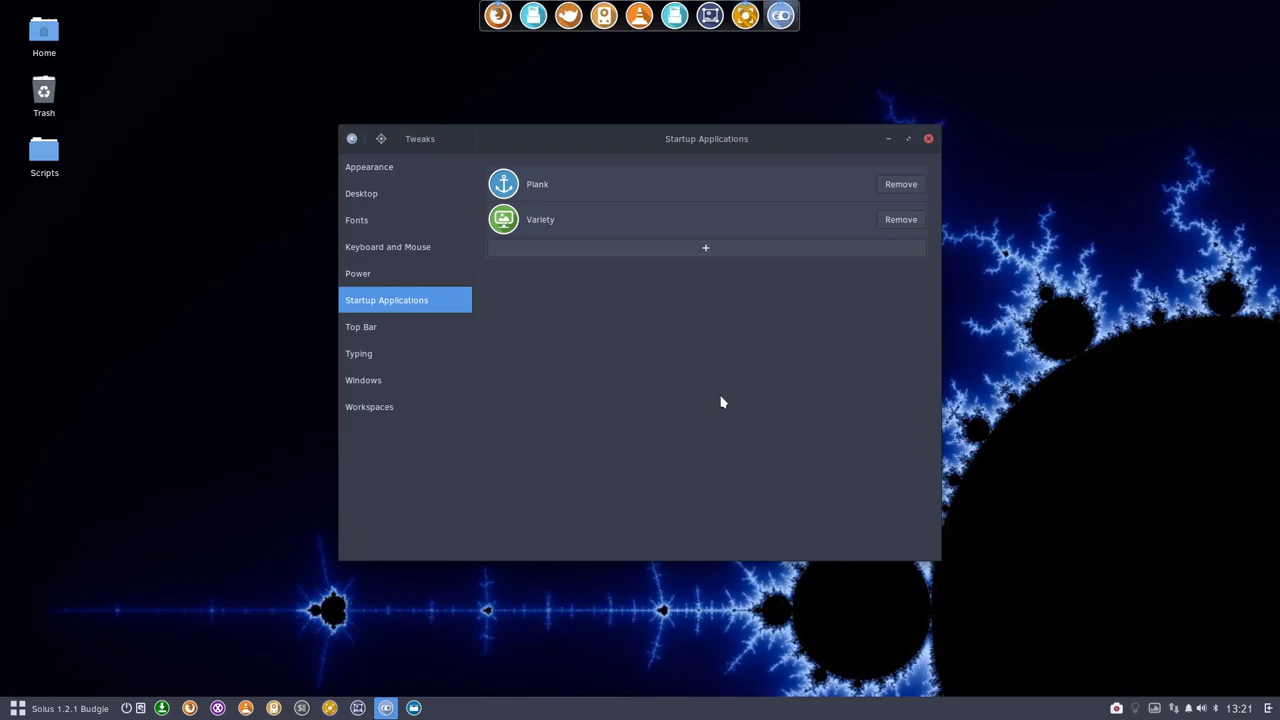 Home
Trash
Scripts
Tweaks
Startup Applications
Appearance
Desktop
Fonts
Keyboard and Mouse
Power
Startup Applications
Top Bar
Typing
Windows
Workspaces
Plank
Remove
Variety
Remove
+
Solus 1.2.1 Budgie
13:21